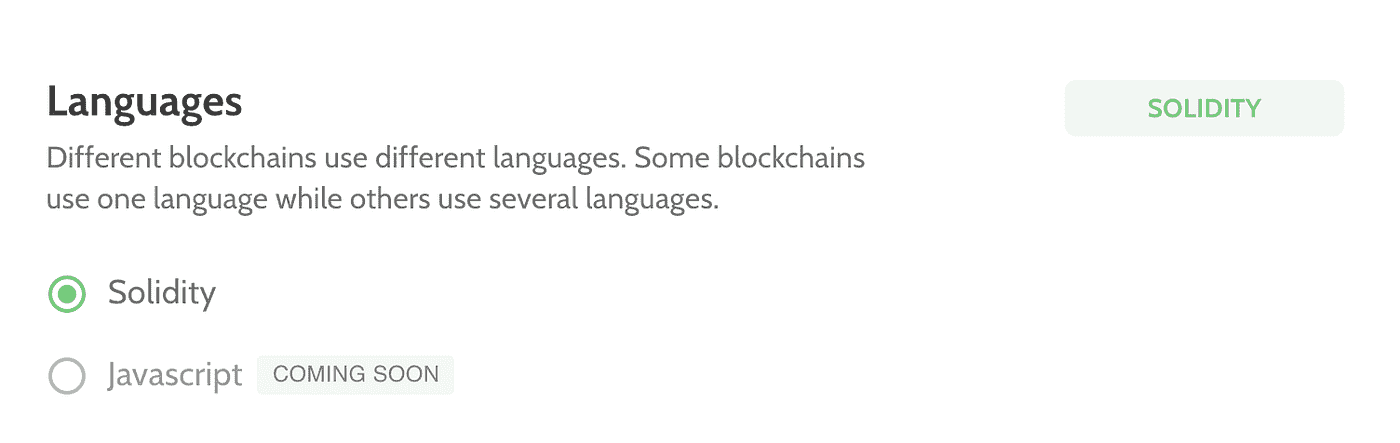 Languages
SOLIDITY
Different blockchains use different languages. Some blockchains
use one language while others use several languages.
Solidity
Javascript COMING SOON